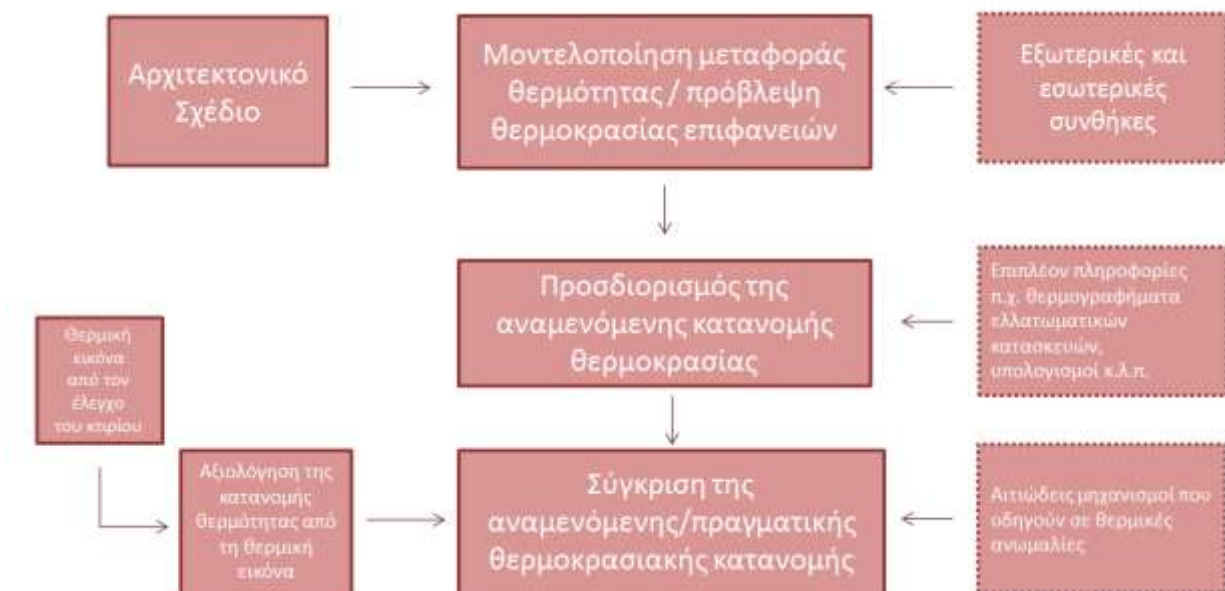 Αρχιτεκτονικό
Σχέδιο
Μοντελοποίηση μεταφοράς
θερμότητας / πρόβλεψη
θερμοκρασίας επιφανειών
Εξωτερικές και
εσωτερικές
συνθήκες
Προσδιορισμός της
αναμενόμενης κατανομής
θερμοκρασίας
Επιπλέον πληροφορίες
π.χ. θερμογραφήματα
ελλατωματικών
κατασκευών,
υπολογισμοί κ.λ.π.
Θερμική
εικόνα
από τον
έλεγχο
του κτιρίου
Αξιολόγηση της
κατανομής
θερμότητας από
τη θερμική
εικόνα
Σύγκριση της
αναμενόμενης/πραγματικής
θερμοκρασιακής κατανομής
Αιτιώδεις μηχανισμοί που
οδηγούν σε θερμικές
ανωμαλίες